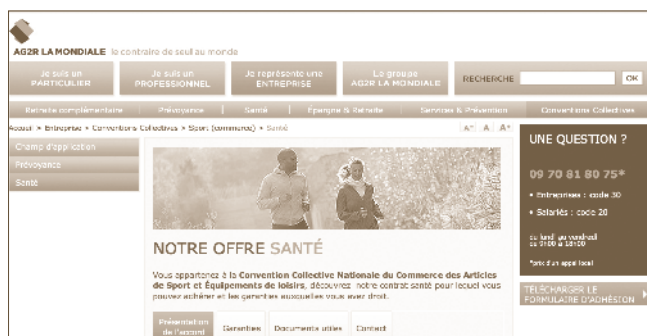 AG2R LA MONDIALE le contraire de seul au monde
Je suis un
PARTICULIER
Je suis un
PROFESSIONNEL
Je représente une
ENTREPRISE
Le groupe
AG2R LA MONDIALE
RECHERCHE
OK
Retraite complémentaire | Prévoyance | Santé | Épargne & Retraite | Services & Prévention | Conventions Collectives
Accueil > Entreprise > Conventions Collectives > Sport (commerce) > Santé
A- A A+
Champ d'application
Prévoyance
Santé
NOTRE OFFRE SANTÉ
Vous appartenez à la Convention Collective Nationale du Commerce des Articles
de Sport et Équipements de loisirs, découvrez notre contrat santé pour lequel vous
pouvez adhérer et les garanties auxquelles vous avez droit.
Présentation
de l'accord
Garanties
Documents utiles
Contact
UNE QUESTION ?
09 70 81 80 75*
• Entreprises : code 30
• Salariés : code 20
du lundi au vendredi
de 9h00 à 18h00
*prix d'un appel local
TÉLÉCHARGER LE
FORMULAIRE D'ADHÉSION